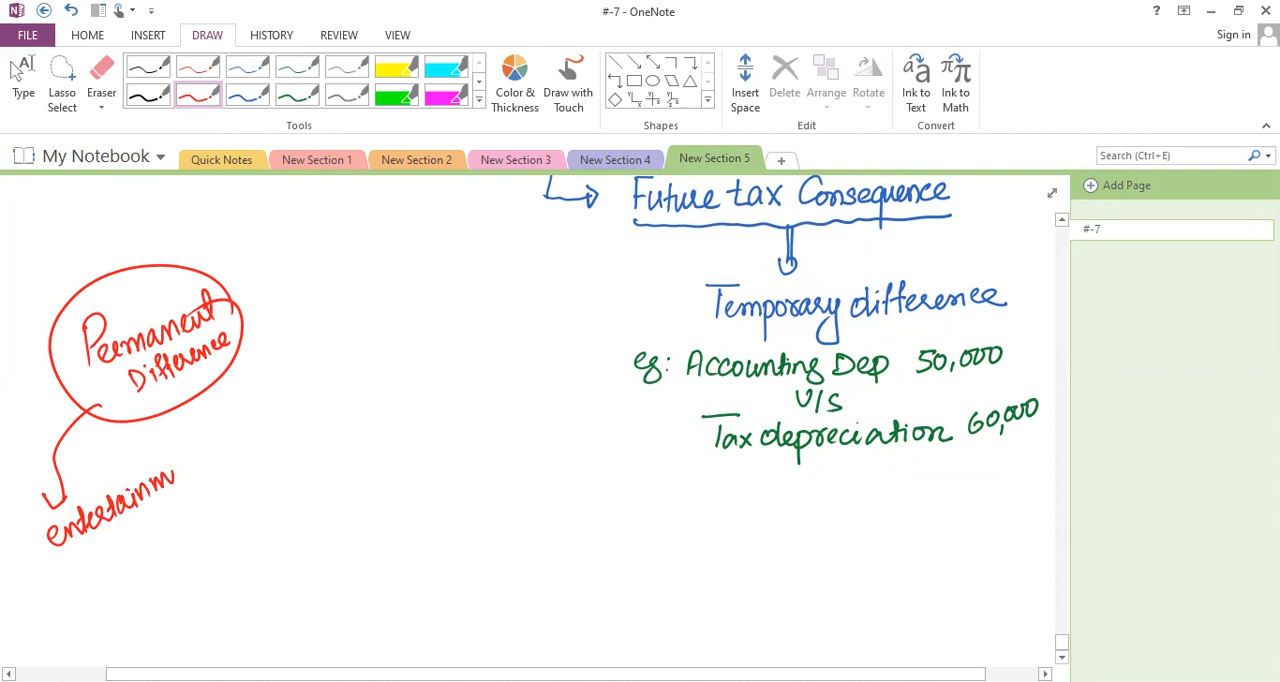 #-7 - OneNote
FILE HOME INSERT DRAW HISTORY REVIEW VIEW
Sign in
Type
Lasso Select
Eraser
Color & Thickness
Draw with Touch
Insert Space
Delete
Arrange
Rotate
Ink to Text
Ink to Math
Tools
Shapes
Edit
Convert
My Notebook
Quick Notes
New Section 1
New Section 2
New Section 3
New Section 4
New Section 5
Search (Ctrl+E)
Add Page
#-7
Future tax Consequence
Temporary difference
eg: Accounting Dep 50,000
V/S
Tax depreciation 60,000
Permanent
Difference
entertainm